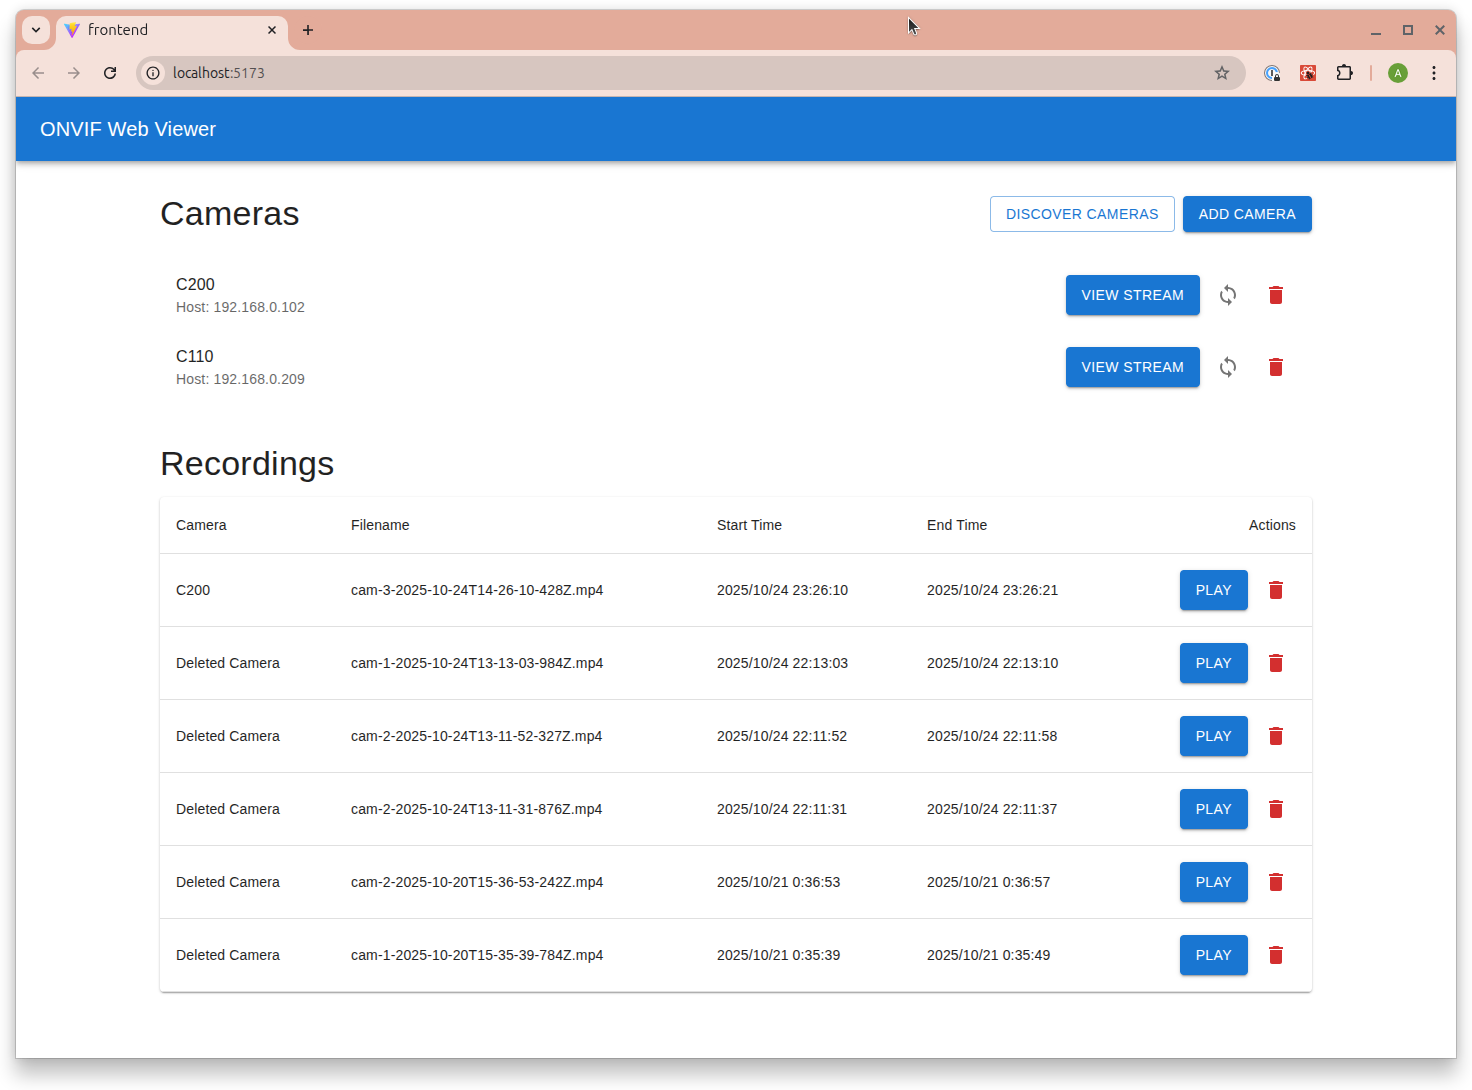 frontend
localhost:5173
A
ONVIF Web Viewer
Cameras
DISCOVER CAMERAS
ADD CAMERA
C200
Host: 192.168.0.102
VIEW STREAM
C110
Host: 192.168.0.209
VIEW STREAM
Recordings
Camera Filename Start Time End Time Actions
C200 cam-3-2025-10-24T14-26-10-428Z.mp4 2025/10/24 23:26:10 2025/10/24 23:26:21 PLAY
Deleted Camera cam-1-2025-10-24T13-13-03-984Z.mp4 2025/10/24 22:13:03 2025/10/24 22:13:10 PLAY
Deleted Camera cam-2-2025-10-24T13-11-52-327Z.mp4 2025/10/24 22:11:52 2025/10/24 22:11:58 PLAY
Deleted Camera cam-2-2025-10-24T13-11-31-876Z.mp4 2025/10/24 22:11:31 2025/10/24 22:11:37 PLAY
Deleted Camera cam-2-2025-10-20T15-36-53-242Z.mp4 2025/10/21 0:36:53 2025/10/21 0:36:57 PLAY
Deleted Camera cam-1-2025-10-20T15-35-39-784Z.mp4 2025/10/21 0:35:39 2025/10/21 0:35:49 PLAY